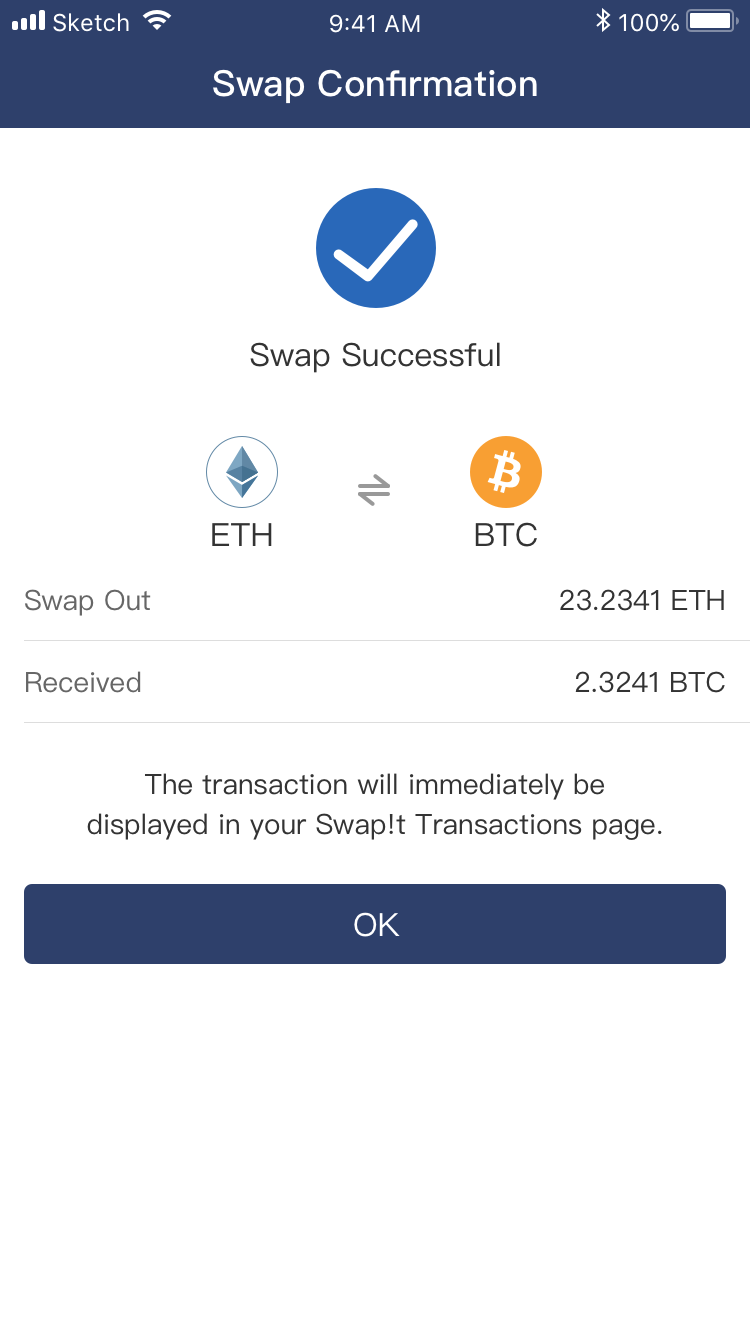 Sketch 9:41 AM 100%
Swap Confirmation
Swap Successful
ETH BTC
Swap Out 23.2341 ETH
Received 2.3241 BTC
The transaction will immediately be
displayed in your Swap!t Transactions page.
OK